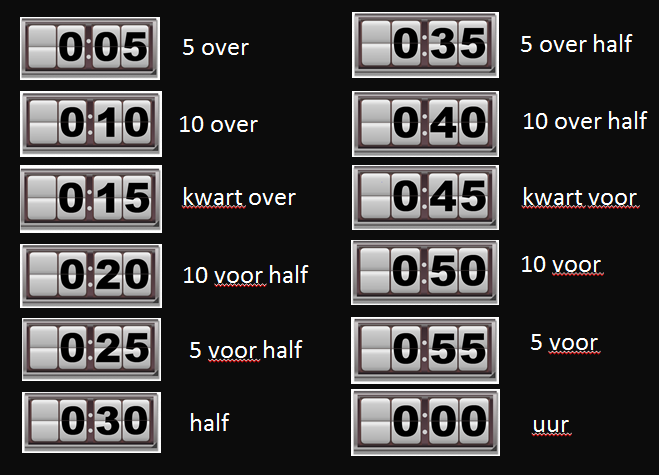 0:05 5 over
0:10 10 over
0:15 kwart over
0:20 10 voor half
0:25 5 voor half
0:30 half
0:35 5 over half
0:40 10 over half
0:45 kwart voor
0:50 10 voor
0:55 5 voor
0:00 uur